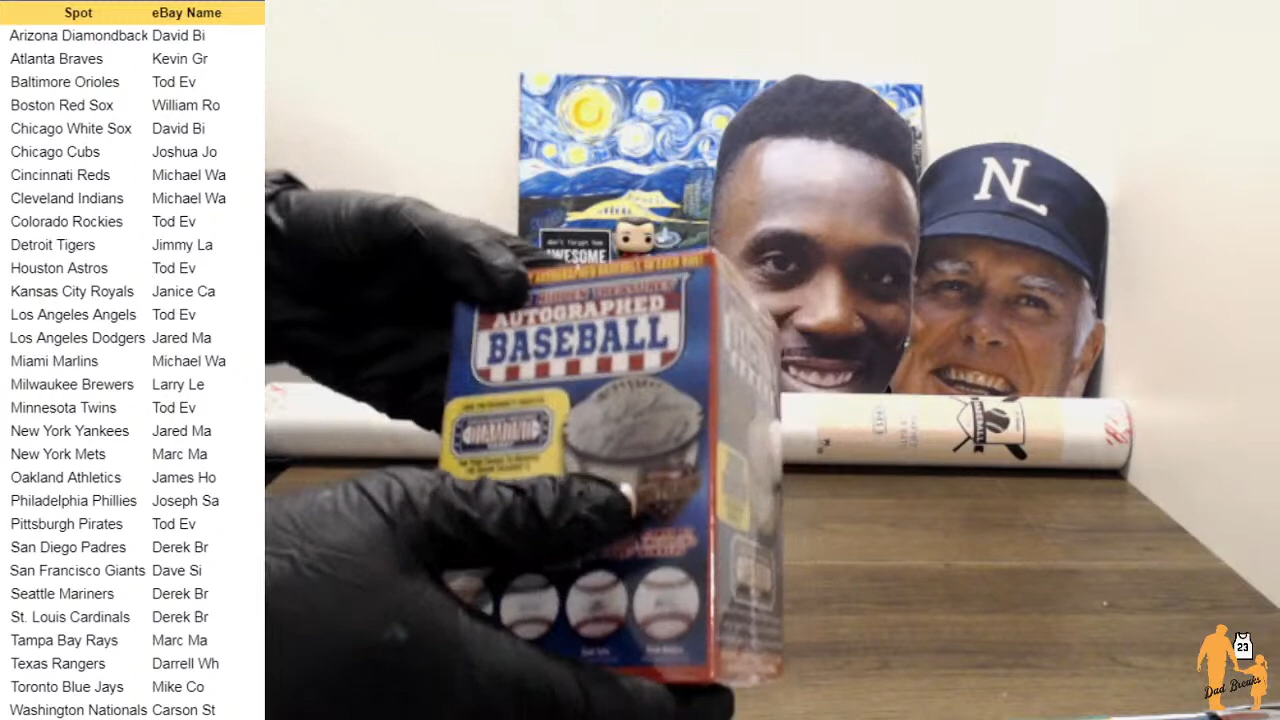 Spot eBay Name
Arizona Diamondback David Bi
Atlanta Braves Kevin Gr
Baltimore Orioles Tod Ev
Boston Red Sox William Ro
Chicago White Sox David Bi
Chicago Cubs Joshua Jo
Cincinnati Reds Michael Wa
Cleveland Indians Michael Wa
Colorado Rockies Tod Ev
Detroit Tigers Jimmy La
Houston Astros Tod Ev
Kansas City Royals Janice Ca
Los Angeles Angels Tod Ev
Los Angeles Dodgers Jared Ma
Miami Marlins Michael Wa
Milwaukee Brewers Larry Le
Minnesota Twins Tod Ev
New York Yankees Jared Ma
New York Mets Marc Ma
Oakland Athletics James Ho
Philadelphia Phillies Joseph Sa
Pittsburgh Pirates Tod Ev
San Diego Padres Derek Br
San Francisco Giants Dave Si
Seattle Mariners Derek Br
St. Louis Cardinals Derek Br
Tampa Bay Rays Marc Ma
Texas Rangers Darrell Wh
Toronto Blue Jays Mike Co
Washington Nationals Carson St
NL
AWESOME
HIDDEN TREASURES
AUTOGRAPHED
BASEBALL
DIAMOND
BASEBALL
23
Dad Breaks